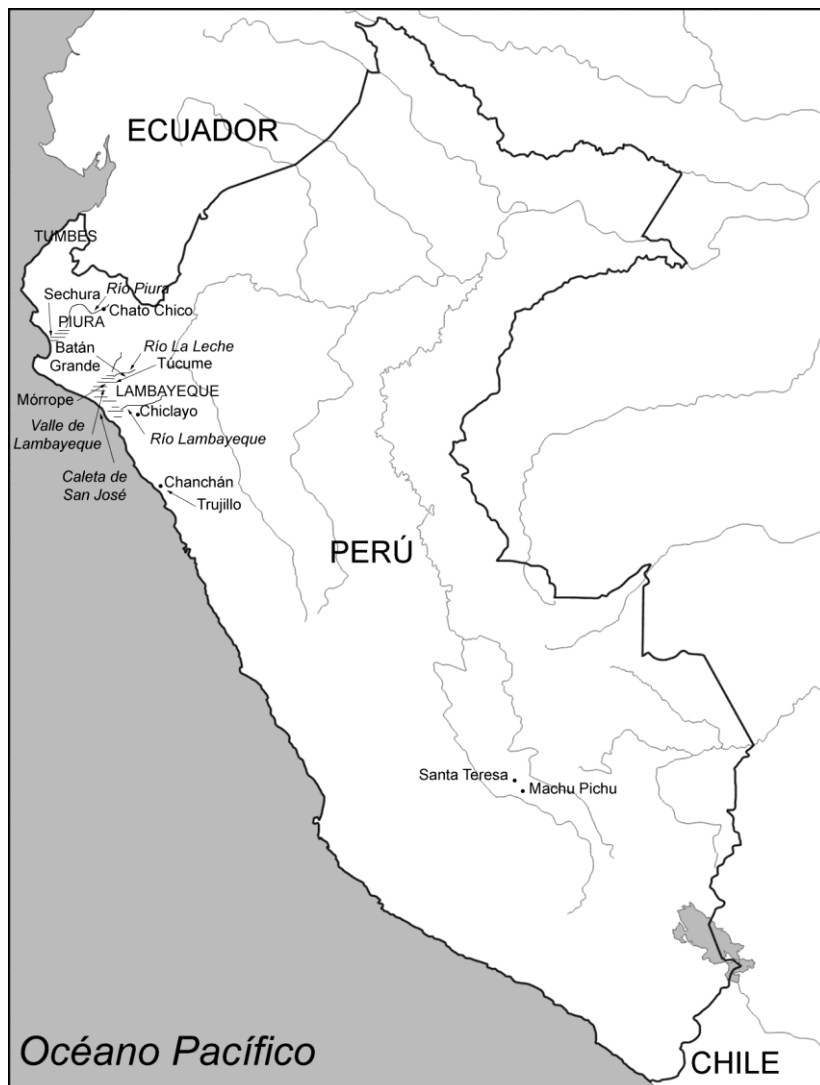 ECUADOR
TUMBES
Sechura
Río Piura
Chato Chico
PIURA
Batán
Grande
Río La Leche
Túcume
LAMBAYEQUE
Mórrope
Chiclayo
Valle de
Lambayeque
Río Lambayeque
Caleta de
San José
Chanchán
Trujillo
PERÚ
Santa Teresa
Machu Pichu
Océano Pacífico
CHILE